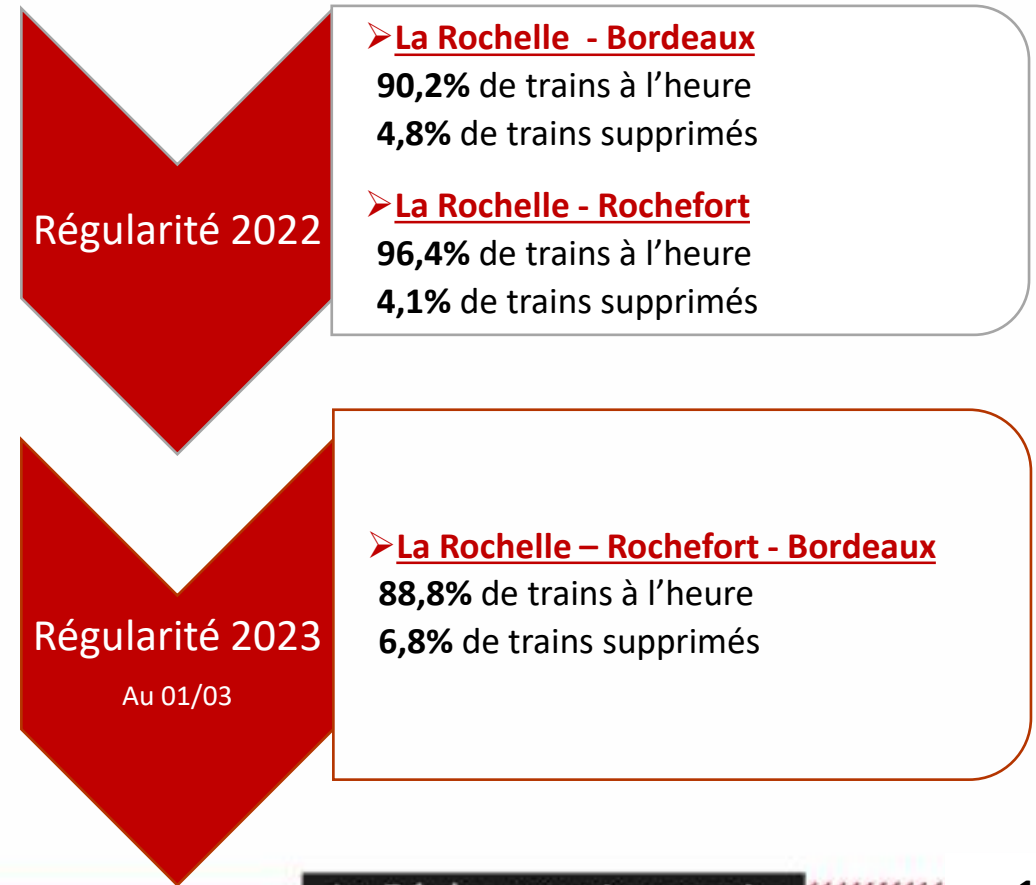 ➢La Rochelle - Bordeaux
90,2% de trains à l’heure
4,8% de trains supprimés
Régularité 2022
➢La Rochelle - Rochefort
96,4% de trains à l’heure
4,1% de trains supprimés
➢La Rochelle – Rochefort - Bordeaux
88,8% de trains à l’heure
6,8% de trains supprimés
Régularité 2023
Au 01/03